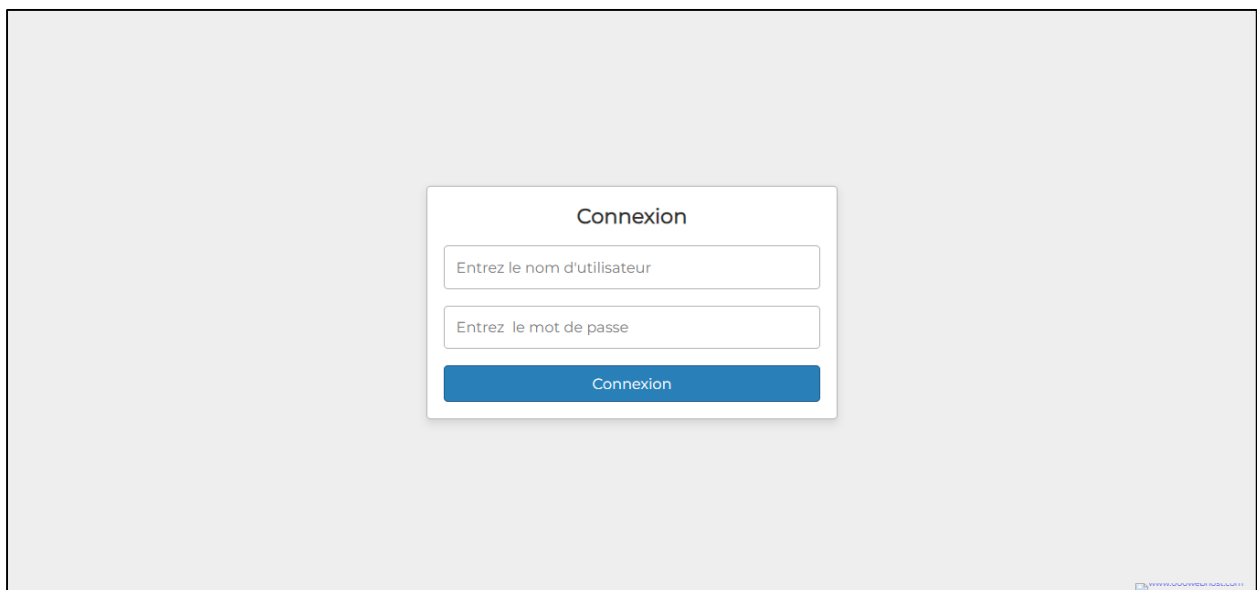 Connexion
Entrez le nom d'utilisateur
Entrez  le mot de passe
Connexion